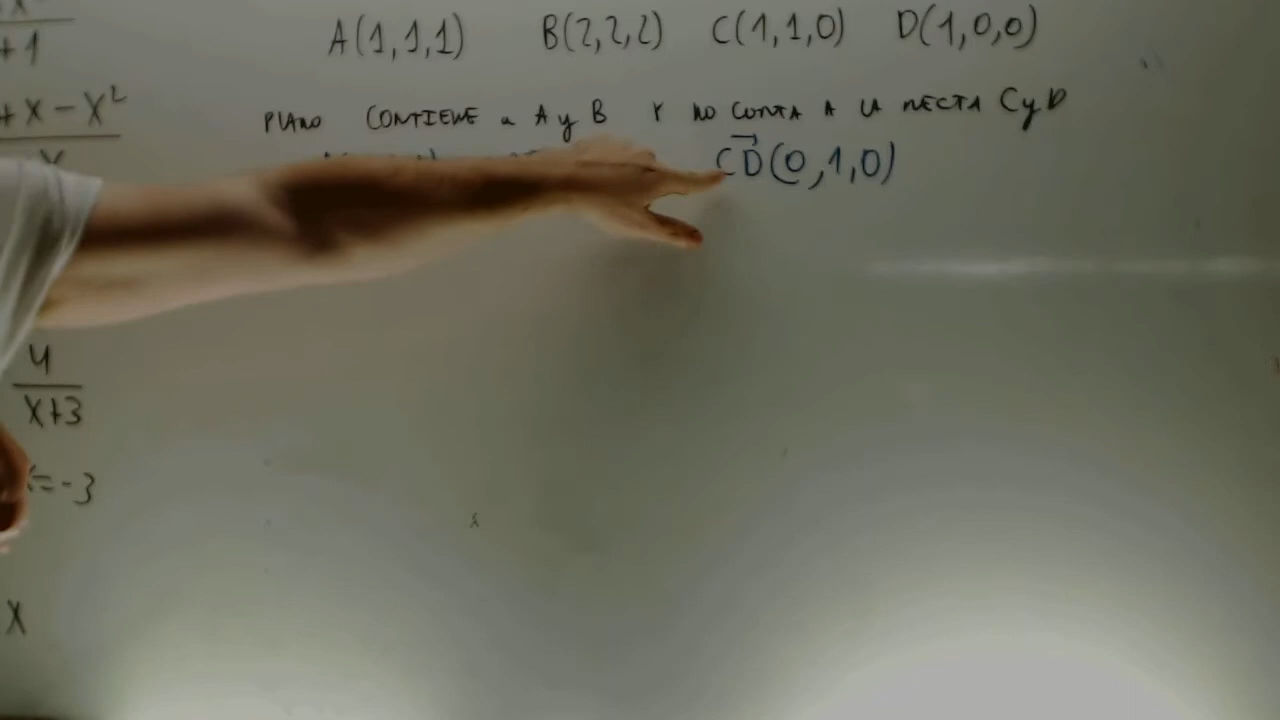 +1
A(1,1,1) B(2,2,2) C(1,1,0) D(1,0,0)
+X-X²
PLANO CONTIENE a A y B Y NO CORTA A LA RECTA C y D
CD(0,1,0)
4
X+3
=-3
X